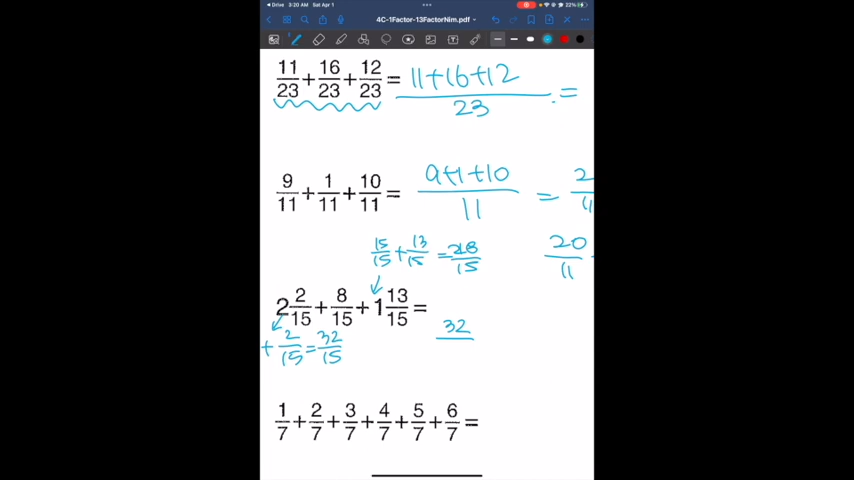 Drive 3:20 AM Sat Apr 1 22%
4C-1Factor-13FactorNim.pdf
11/23 + 16/23 + 12/23 = 11+16+12/23 =
9/11 + 1/11 + 10/11 = 9+1+10/11 = 2
15/15 + 13/15 = 28/15 20/11
2 2/15 + 8/15 + 1 13/15 = 32
+ 2/15 = 32/15
1/7 + 2/7 + 3/7 + 4/7 + 5/7 + 6/7 =